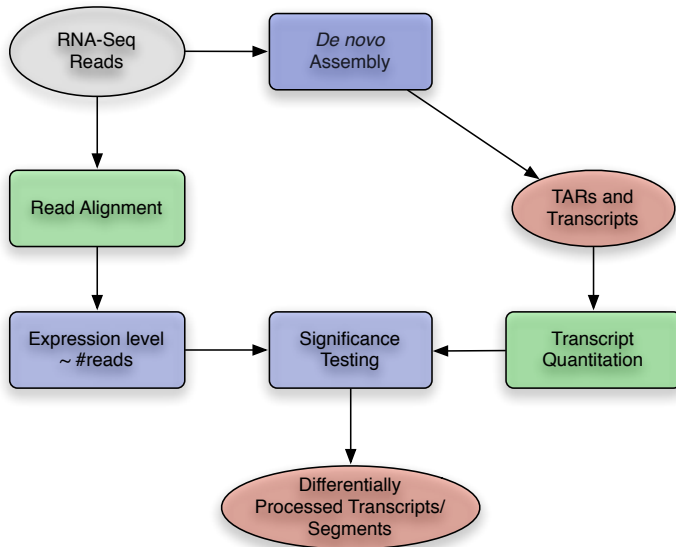 RNA-Seq
Reads
De novo
Assembly
Read Alignment
TARs and
Transcripts
Expression level
~ #reads
Significance
Testing
Transcript
Quantitation
Differentially
Processed Transcripts/
Segments